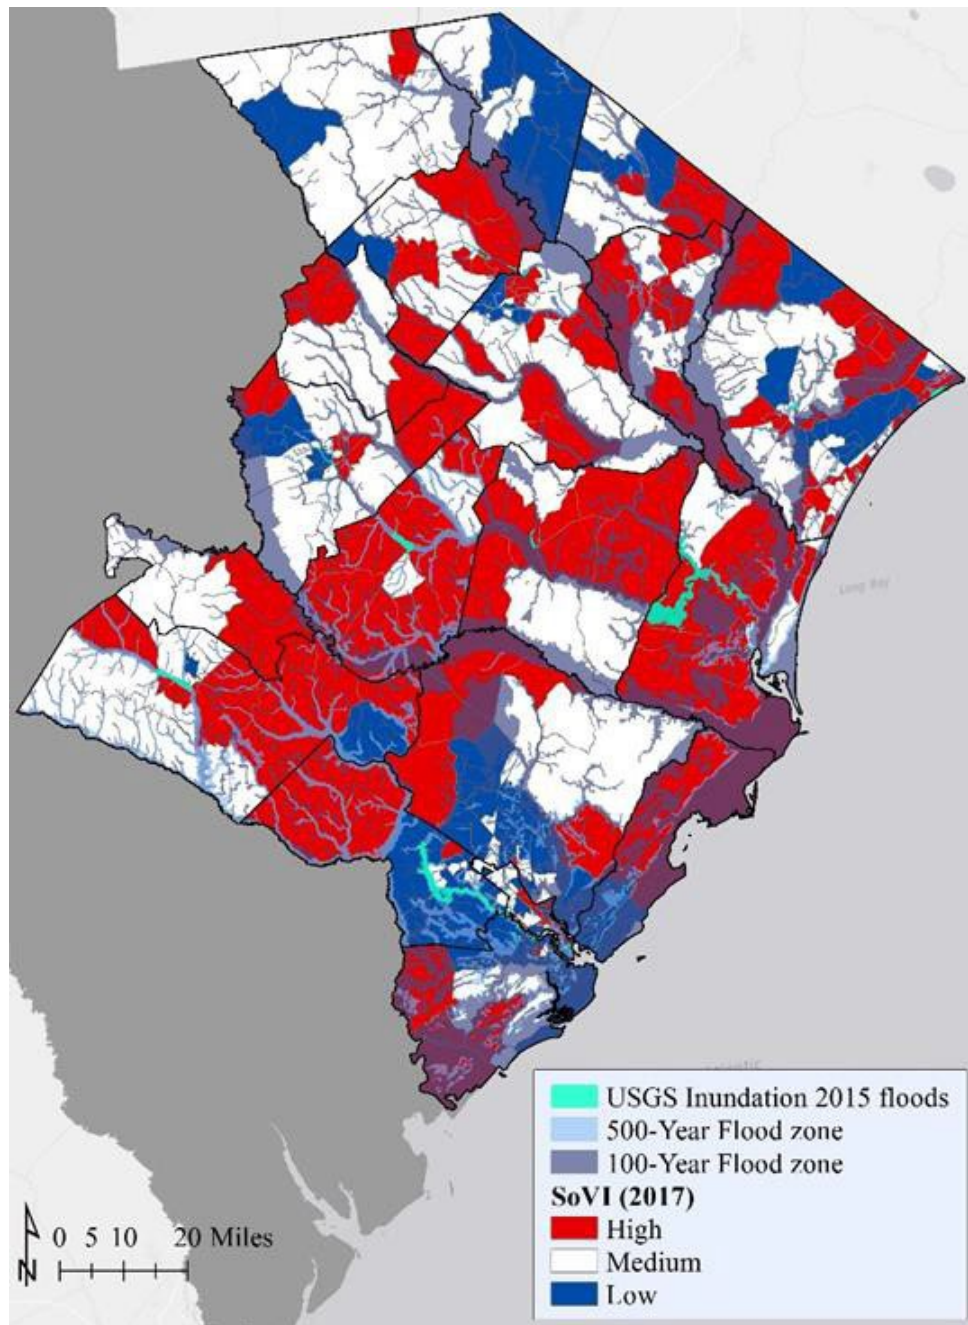 Long Bay
USGS Inundation 2015 floods
500-Year Flood zone
100-Year Flood zone
SoVI (2017)
High
Medium
Low
N
0 5 10 20 Miles